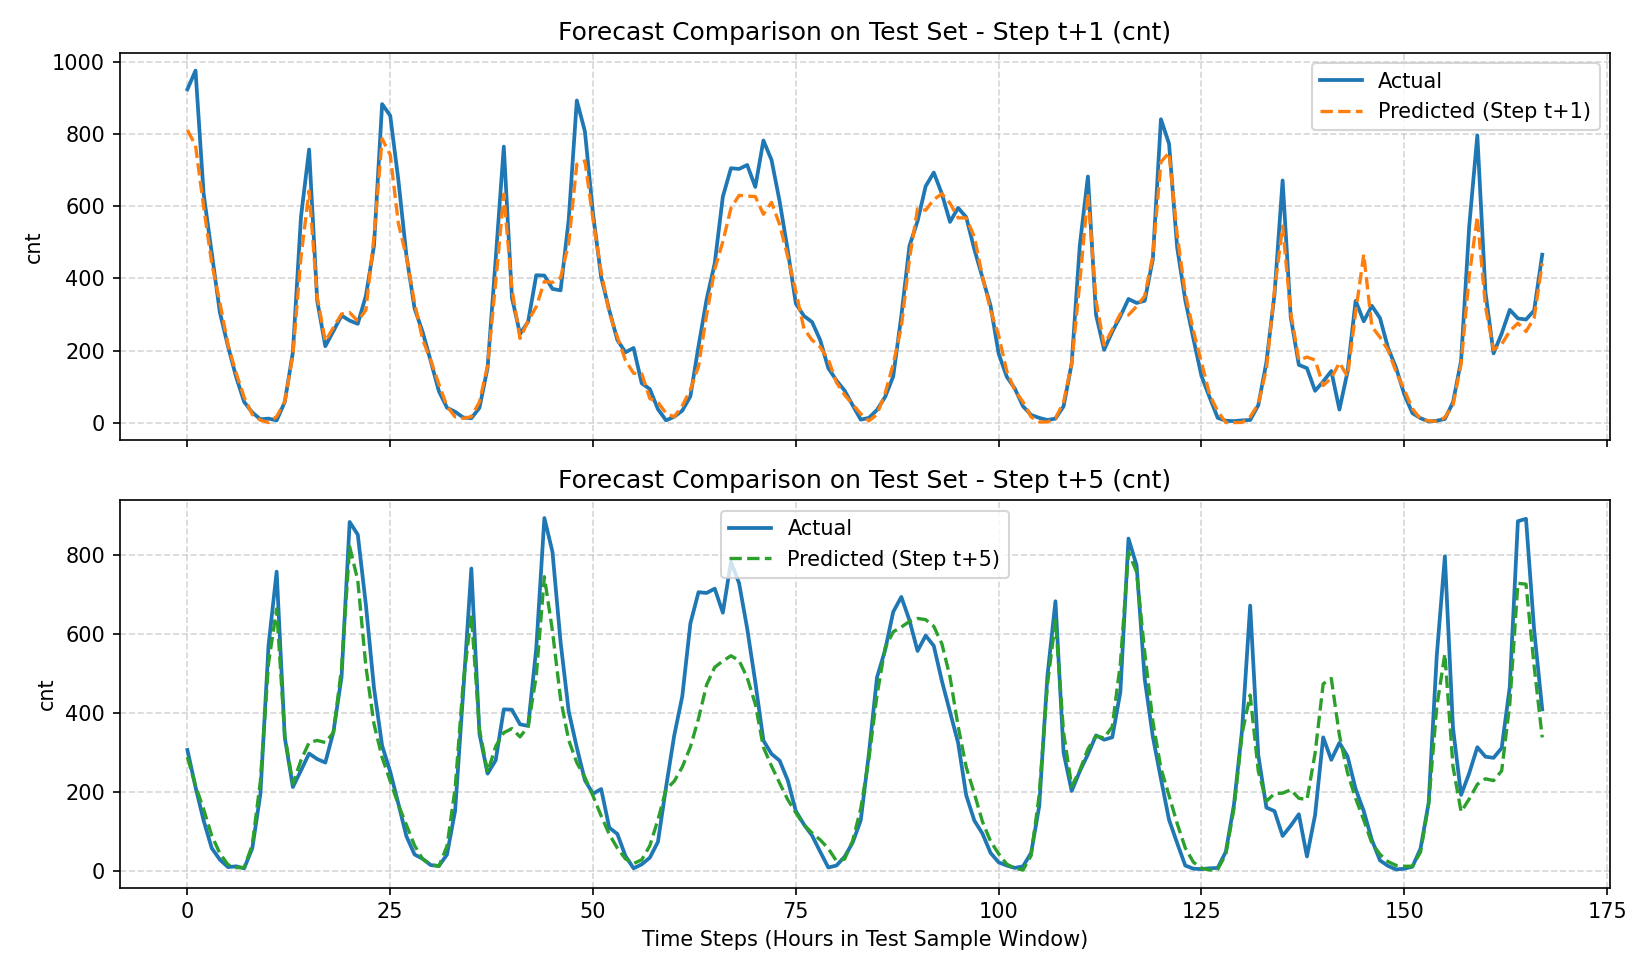 Forecast Comparison on Test Set - Step t+1 (cnt)
1000
800
600
400
200
0
cnt
Actual
Predicted (Step t+1)
Forecast Comparison on Test Set - Step t+5 (cnt)
800
600
400
200
0
cnt
Actual
Predicted (Step t+5)
0 25 50 75 100 125 150 175
Time Steps (Hours in Test Sample Window)